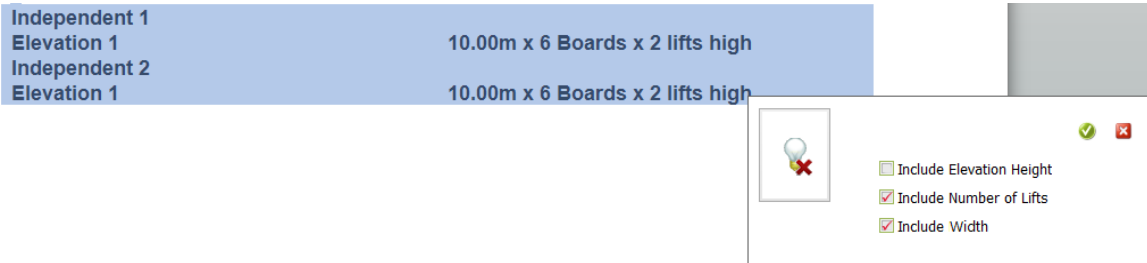 Independent 1
Elevation 1 10.00m x 6 Boards x 2 lifts high
Independent 2
Elevation 1 10.00m x 6 Boards x 2 lifts high
Include Elevation Height
Include Number of Lifts
Include Width